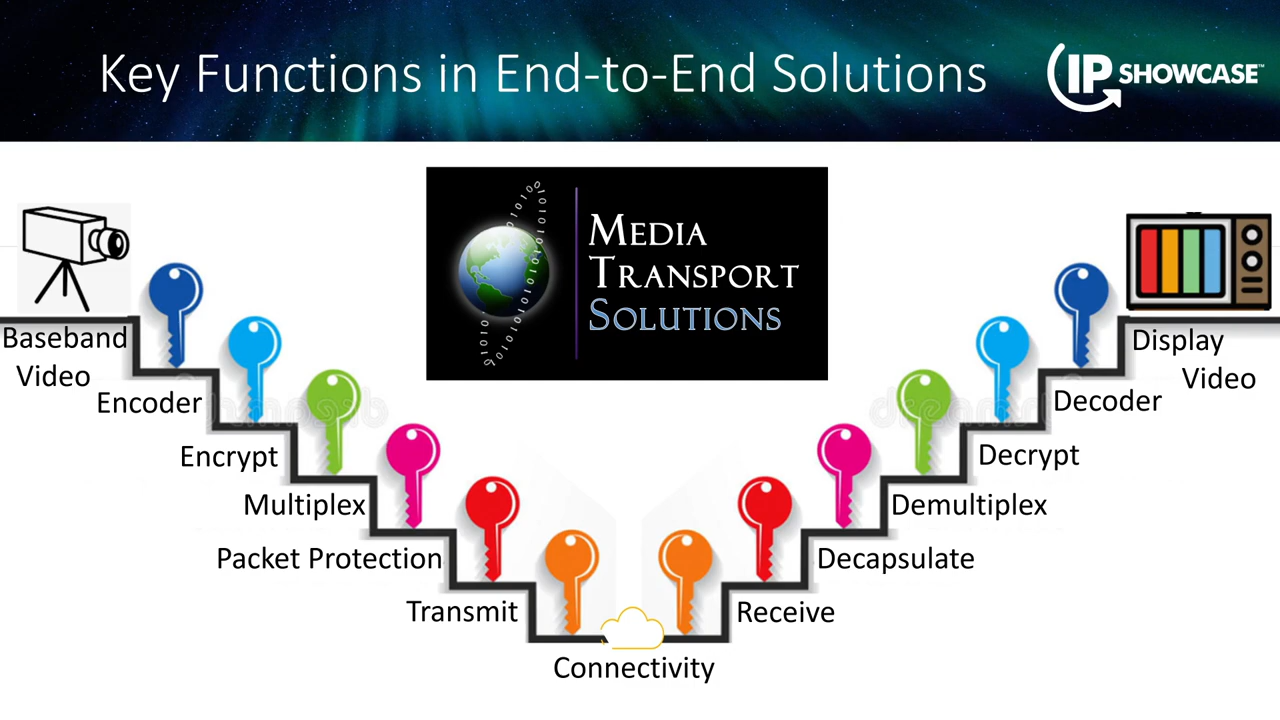 Key Functions in End-to-End Solutions
IP SHOWCASE™
MEDIA
TRANSPORT
SOLUTIONS
Baseband
Video
Encoder
Encrypt
Multiplex
Packet Protection
Transmit
Connectivity
Receive
Decapsulate
Demultiplex
Decrypt
Decoder
Display
Video